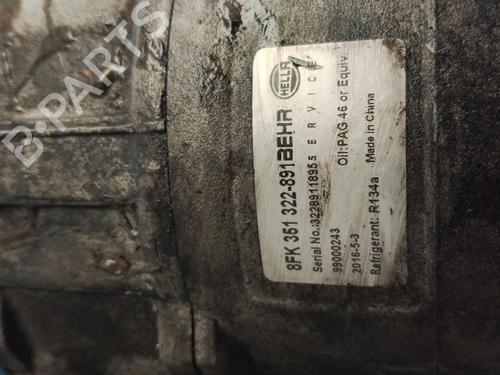 B-PARTS
HELLA
BEHR
SERVICE
8FK 351 322-891
Serial No.:3228911895
99000243
Oil:PAG 46 or Equiv.
2016-5-3
Refrigerant: R134a Made in China